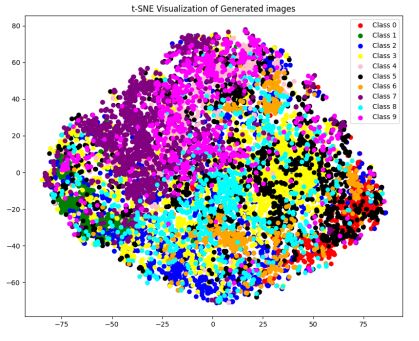 t-SNE Visualization of Generated images
Class 0
Class 1
Class 2
Class 3
Class 4
Class 5
Class 6
Class 7
Class 8
Class 9
80
60
40
20
0
−20
−40
−60
−75
−50
−25
0
25
50
75